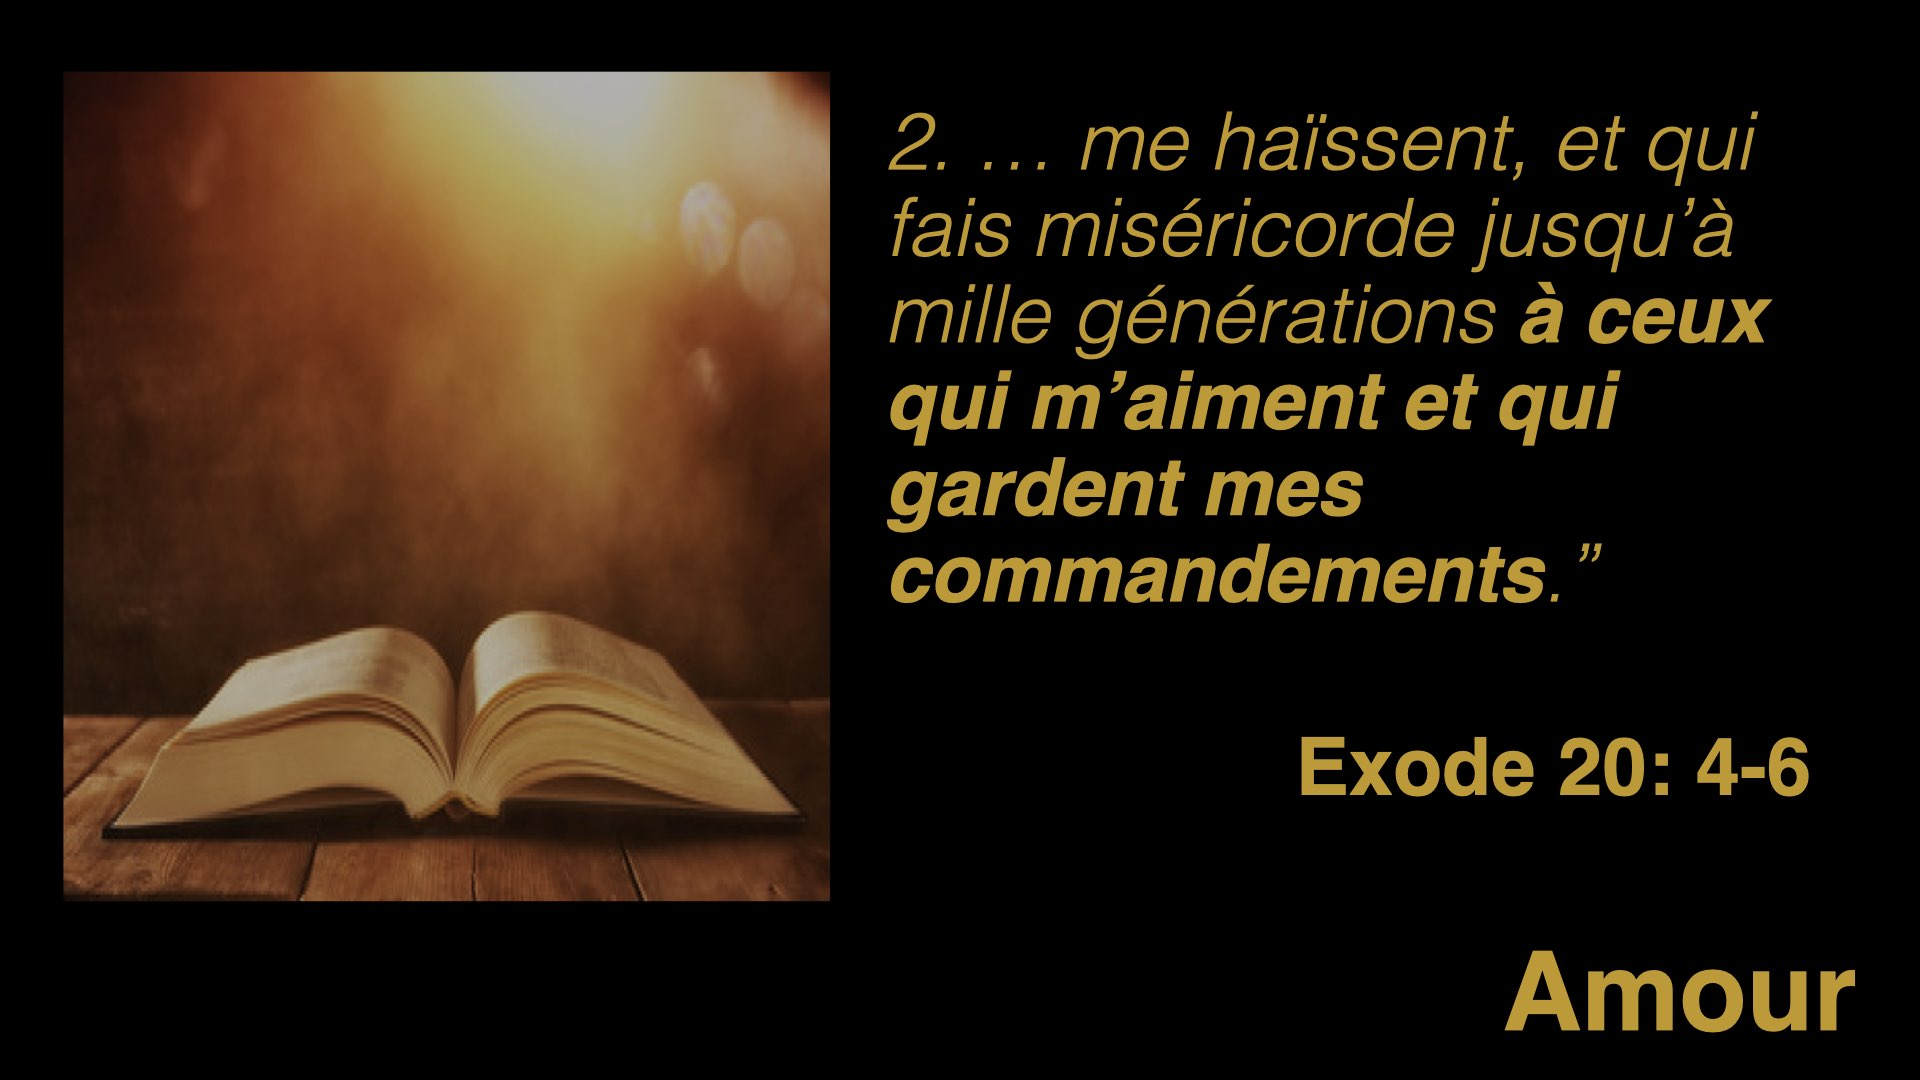 2. … me haïssent, et qui
fais miséricorde jusqu’à
mille générations à ceux
qui m’aiment et qui
gardent mes
commandements.”
Exode 20: 4-6
Amour